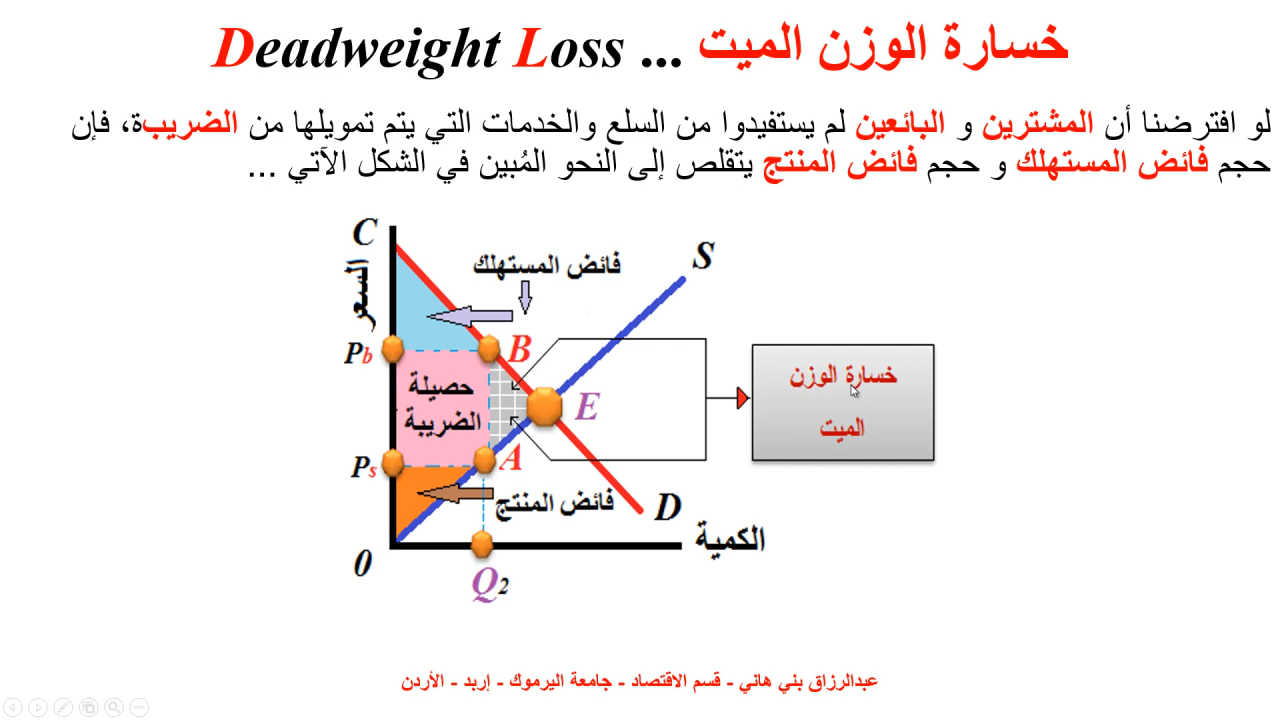 خسارة الوزن الميت ... Deadweight Loss
لو افترضنا أن المشترين و البائعين لم يستفيدوا من السلع والخدمات التي يتم تمويلها من الضريبة، فإن
حجم فائض المستهلك و حجم فائض المنتج يتقلص إلى النحو المُبين في الشكل الآتي ...
C
السعر
فائض المستهلك
S
Pb
B
حصيلة
الضريبة
E
خسارة الوزن
الميت
Ps
A
فائض المنتج
D
الكمية
0
Q2
عبدالرزاق بني هاني - قسم الاقتصاد - جامعة اليرموك - إربد - الأردن